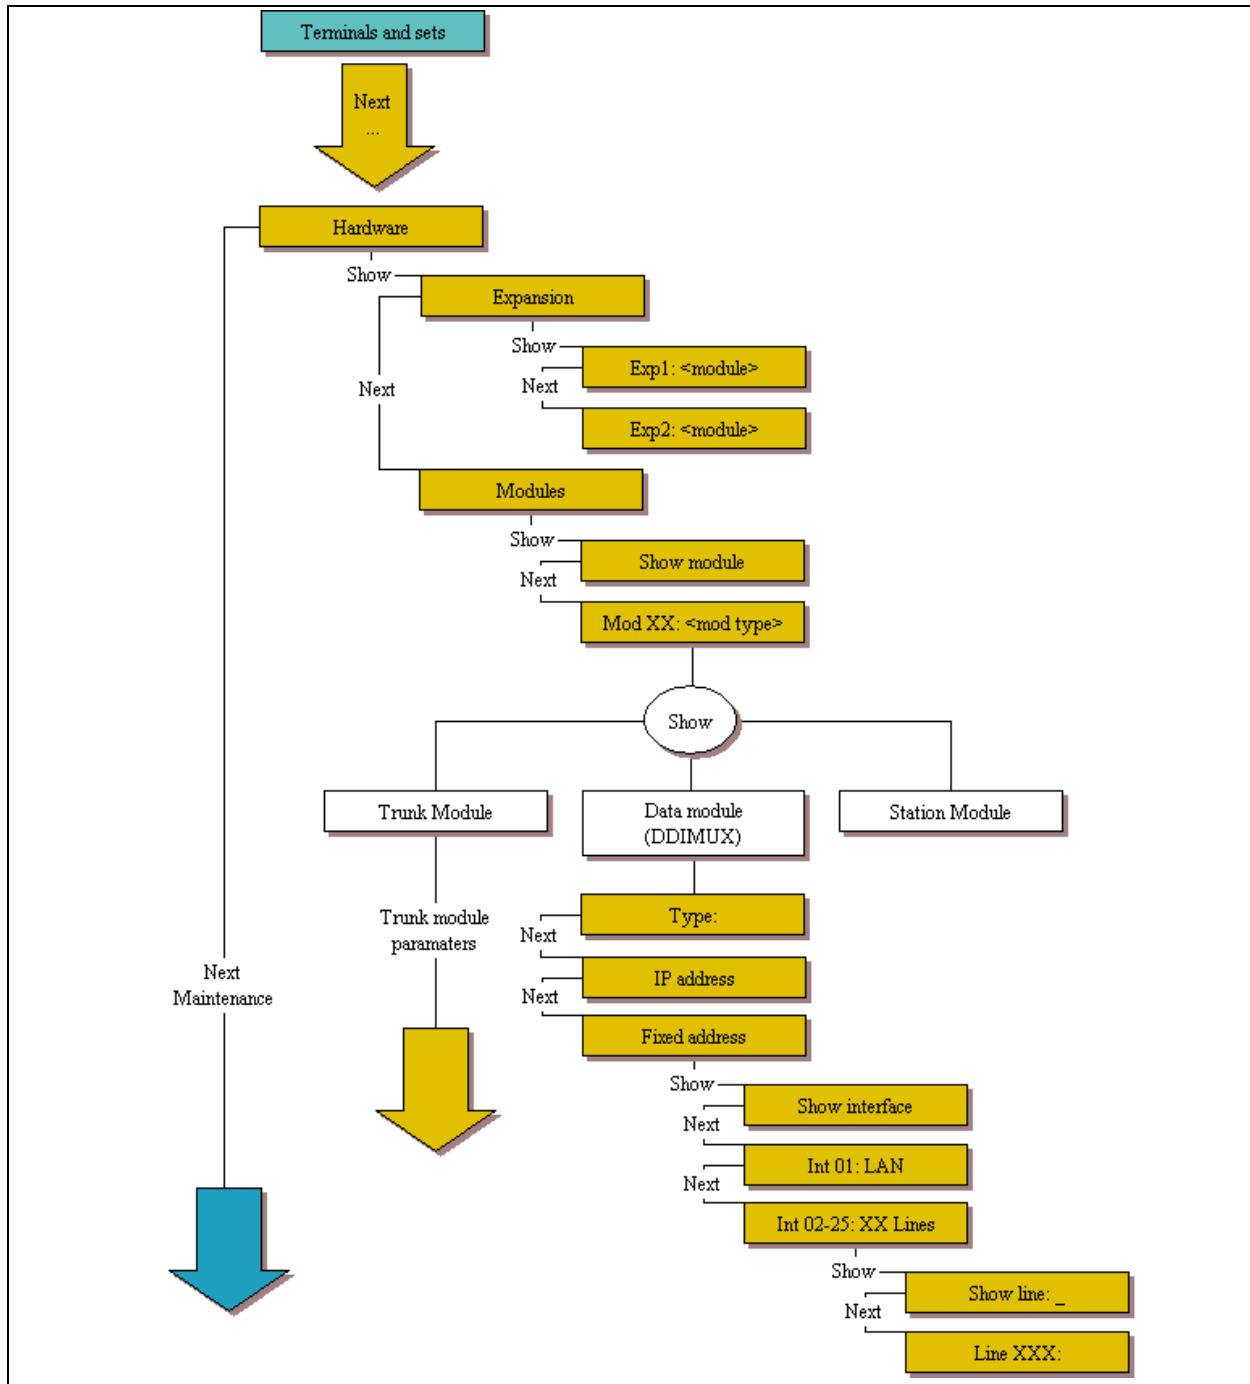 Terminals and sets
Next
...
Hardware
Show
Expansion
Show
Exp1: <module>
Next
Next
Exp2: <module>
Modules
Show
Show module
Next
Mod XX: <mod type>
Show
Trunk Module
Data module
(DDIMUX)
Station Module
Type:
Trunk module
paramaters
Next
IP address
Next
Maintenance
Next
Fixed address
Show
Show interface
Next
Int 01: LAN
Next
Int 02-25: XX Lines
Show
Show line: _
Next
Line XXX: